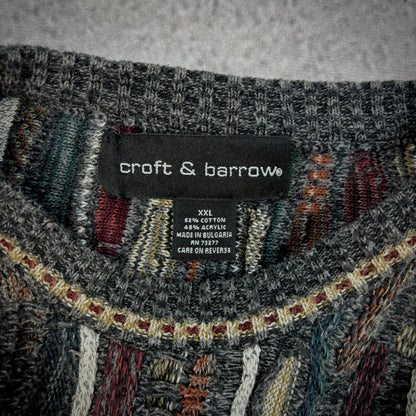 croft & barrow®
XXL
52% COTTON
48% ACRYLIC
MADE IN BULGARIA
RN 73277
CARE ON REVERSE